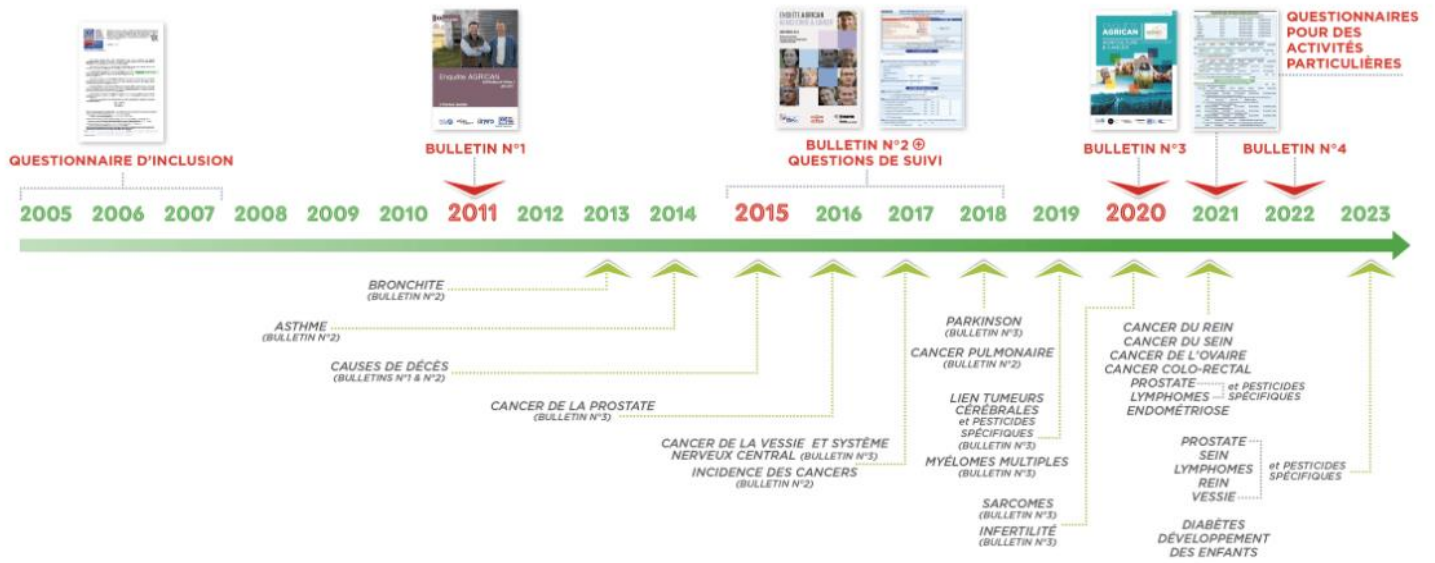 QUESTIONNAIRE D'INCLUSION
Enquête AGRICAN
BULLETIN N°1
ENQUÊTE AGRICAN
BULLETIN N°2 ⊕
QUESTIONS DE SUIVI
AGRICAN
BULLETIN N°3
QUESTIONNAIRES
POUR DES
ACTIVITÉS
PARTICULIÈRES
BULLETIN N°4
2005 2006 2007 2008 2009 2010 2011 2012 2013 2014 2015 2016 2017 2018 2019 2020 2021 2022 2023
BRONCHITE
(BULLETIN N°2)
ASTHME
(BULLETIN N°2)
CAUSES DE DÉCÈS
(BULLETINS N°1 & N°2)
CANCER DE LA PROSTATE
(BULLETIN N°3)
CANCER DE LA VESSIE ET SYSTÈME
NERVEUX CENTRAL (BULLETIN N°3)
INCIDENCE DES CANCERS
(BULLETIN N°2)
PARKINSON
(BULLETIN N°3)
CANCER PULMONAIRE
(BULLETIN N°2)
LIEN TUMEURS
CÉRÉBRALES
et PESTICIDES
SPÉCIFIQUES
(BULLETIN N°3)
MYÉLOMES MULTIPLES
(BULLETIN N°3)
SARCOMES
(BULLETIN N°3)
INFERTILITÉ
(BULLETIN N°3)
CANCER DU REIN
CANCER DU SEIN
CANCER DE L'OVAIRE
CANCER COLO-RECTAL
PROSTATE
LYMPHOMES
et PESTICIDES
SPÉCIFIQUES
ENDOMÉTRIOSE
PROSTATE
SEIN
LYMPHOMES
REIN
VESSIE
et PESTICIDES
SPÉCIFIQUES
DIABÈTES
DÉVELOPPEMENT
DES ENFANTS